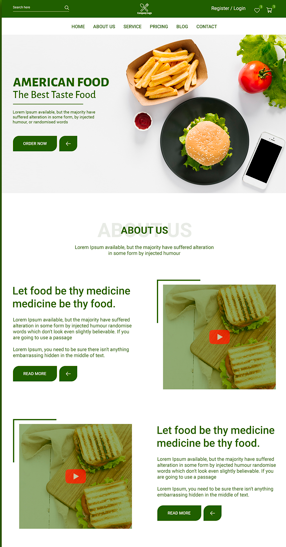 Search here
Register / Login
HOME ABOUT US SERVICE PRICING BLOG CONTACT
AMERICAN FOOD
The Best Taste Food
Lorem Ipsum available, but the majority have
suffered alteration in some form, by injected
humour, or randomised words
ORDER NOW
ABOUT US
ABOUT US
Lorem Ipsum available, but the majority have suffered alteration
in some form by injected humour
Let food be thy medicine
medicine be thy food.
Lorem Ipsum available, but the majority have suffered
alteration in some form, by injected humour, or randomise
words which don't look even slightly believable. If you
are going to use a passage
Lorem Ipsum, you need to be sure there isn't anything
embarrassing hidden in the middle of text.
READ MORE
Let food be thy medicine
medicine be thy food.
Lorem Ipsum available, but the majority have suffered
alteration in some form, by injected humour, or randomise
words which don't look even slightly believable. If you
are going to use a passage
Lorem Ipsum, you need to be sure there isn't anything
embarrassing hidden in the middle of text.
READ MORE